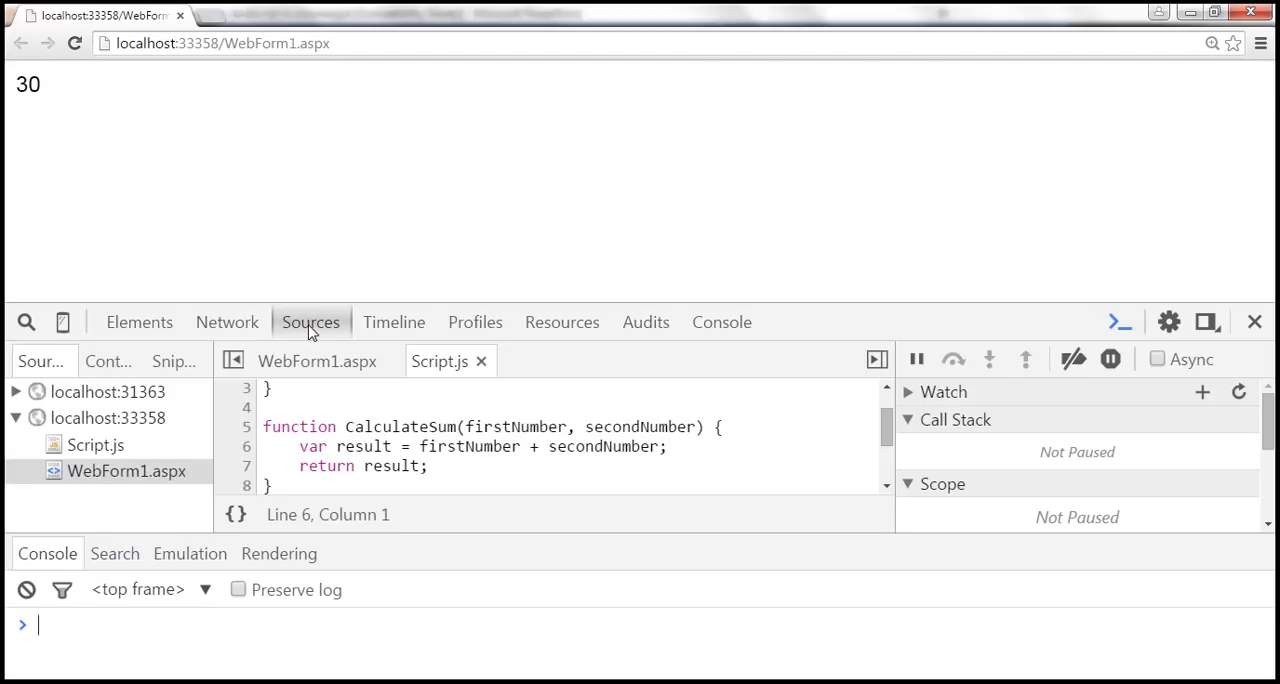 localhost:33358/WebForm
localhost:33358/WebForm1.aspx
30
Elements Network Sources Timeline Profiles Resources Audits Console
Sour... Cont... Snip... WebForm1.aspx Script.js Async
localhost:31363
localhost:33358
Script.js
WebForm1.aspx
3 }
4
5 function CalculateSum(firstNumber, secondNumber) {
6 var result = firstNumber + secondNumber;
7 return result;
8 }
{} Line 6, Column 1
Watch
Call Stack
Not Paused
Scope
Not Paused
Console Search Emulation Rendering
<top frame> ▼ Preserve log
>